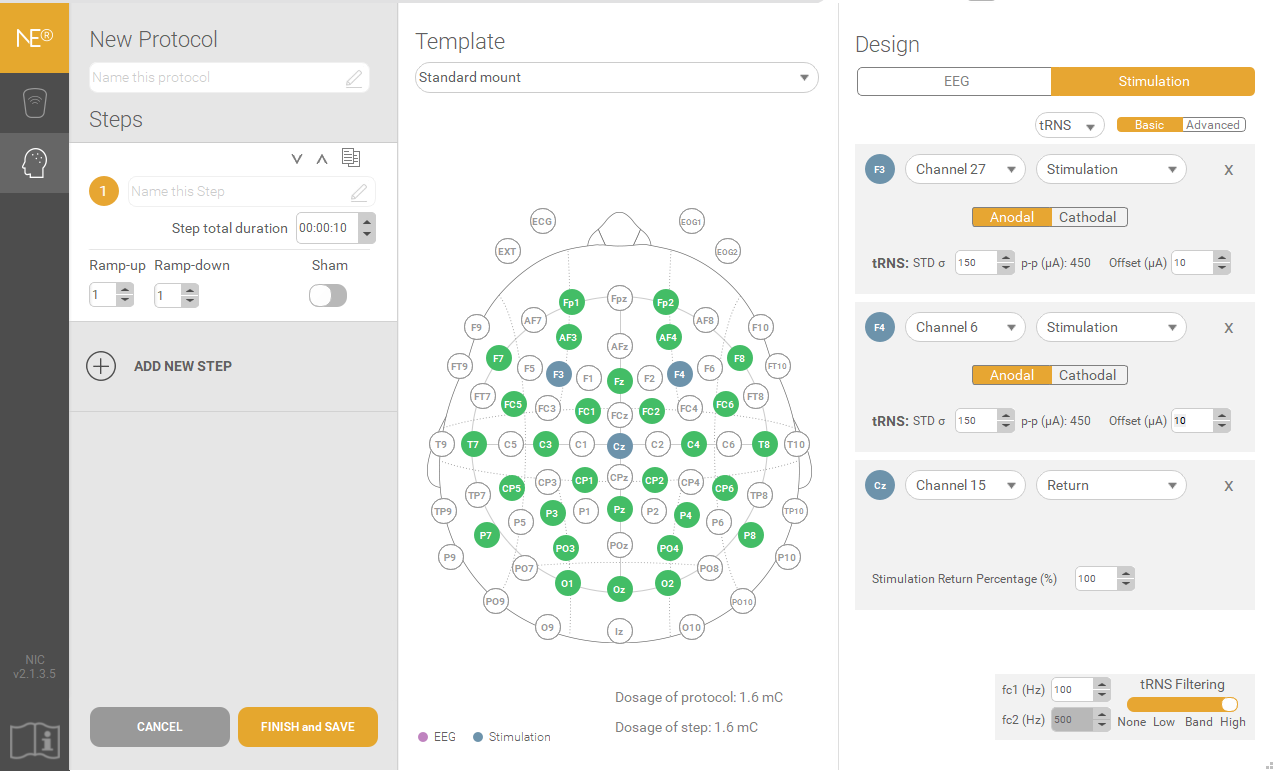 NE®
NIC
v2.1.3.5
New Protocol
Name this protocol
Steps
1
Name this Step
Step total duration 00:00:10
Ramp-up Ramp-down Sham
1 1
ADD NEW STEP
CANCEL FINISH and SAVE
Template
Standard mount
ECG EOG1
EXT EOG2
Fp1 Fpz Fp2
F9 AF7 AF8 F10
AF3 AFz AF4
F7 F8
FT9 F5 F3 F1 Fz F2 F4 F6 FT10
FT7 FC5 FC3 FC1 FCz FC2 FC4 FC6 FT8
T9 T7 C5 C3 C1 Cz C2 C4 C6 T8 T10
TP7 CP5 CP3 CP1 CPz CP2 CP4 CP6 TP8
TP9 P5 P3 P1 Pz P2 P4 P6 TP10
P7 P8
P9 PO3 POz PO4 P10
PO7 PO8
O1 Oz O2
PO9 PO10
O9 Iz O10
Dosage of protocol: 1.6 mC
Dosage of step: 1.6 mC
EEG Stimulation
Design
EEG Stimulation
tRNS Basic Advanced
F3 Channel 27 Stimulation X
Anodal Cathodal
tRNS: STD σ 150 p-p (µA): 450 Offset (µA) 10
F4 Channel 6 Stimulation X
Anodal Cathodal
tRNS: STD σ 150 p-p (µA): 450 Offset (µA) 10
Cz Channel 15 Return X
Stimulation Return Percentage (%) 100
fc1 (Hz) 100 tRNS Filtering
fc2 (Hz) 500 None Low Band High